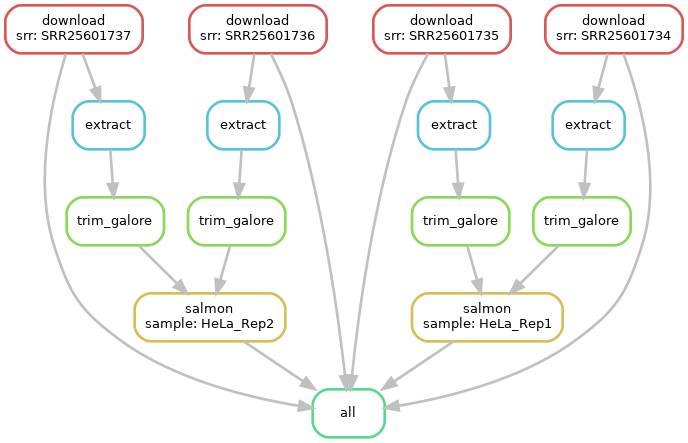 download
srr: SRR25601737
download
srr: SRR25601736
download
srr: SRR25601735
download
srr: SRR25601734
extract
extract
extract
extract
trim_galore
trim_galore
trim_galore
trim_galore
salmon
sample: HeLa_Rep2
salmon
sample: HeLa_Rep1
all